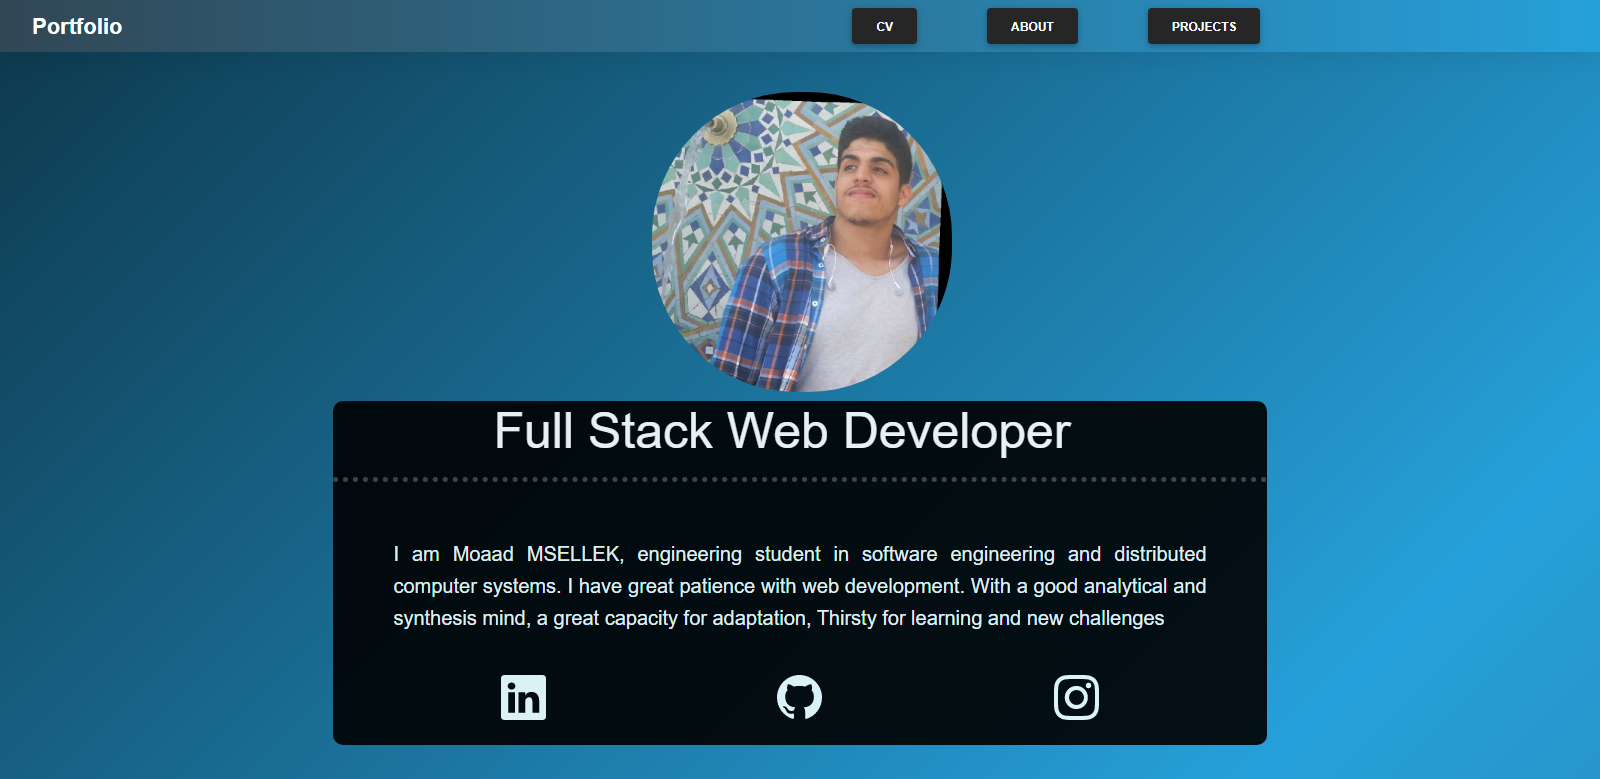 Portfolio
CV
ABOUT
PROJECTS
Full Stack Web Developer
I am Moaad MSELLEK, engineering student in software engineering and distributed
computer systems. I have great patience with web development. With a good analytical and
synthesis mind, a great capacity for adaptation, Thirsty for learning and new challenges
in